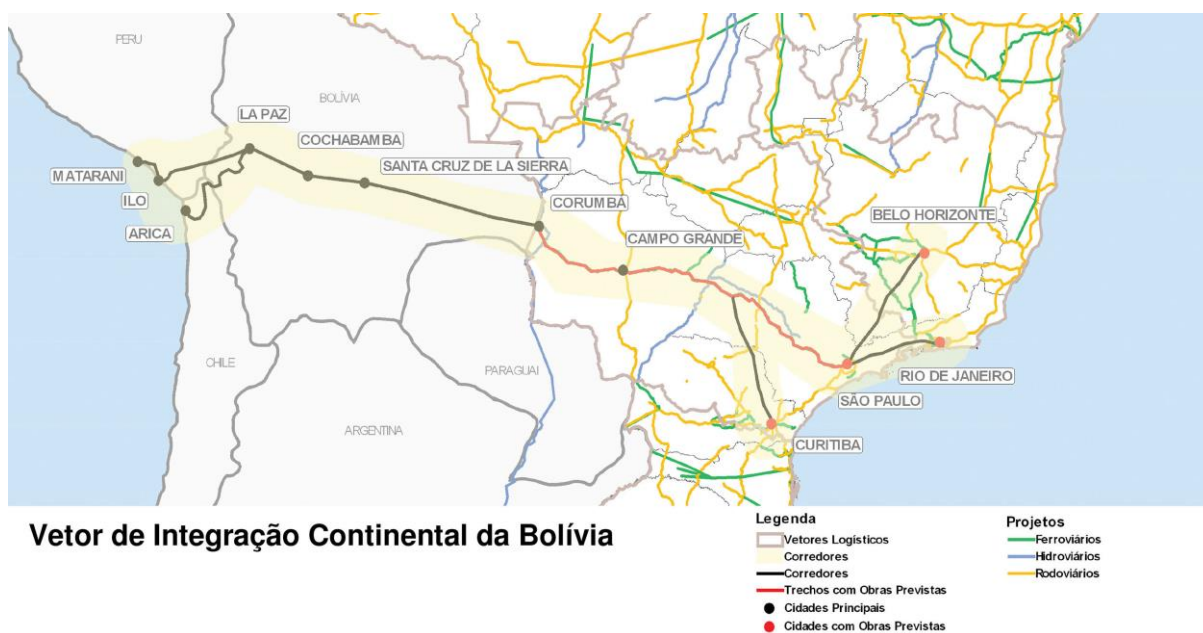 PERU
BOLÍVIA
LA PAZ
COCHABAMBA
SANTA CRUZ DE LA SIERRA
MATARANI
ILO
ARICA
CORUMBÁ
CAMPO GRANDE
BELO HORIZONTE
CHILE
PARAGUAI
RIO DE JANEIRO
SÃO PAULO
ARGENTINA
CURITIBA
Vetor de Integração Continental da Bolívia
Legenda
Vetores Logísticos
Corredores
Corredores
Trechos com Obras Previstas
Cidades Principais
Cidades com Obras Previstas
Projetos
Ferroviários
Hidroviários
Rodoviários